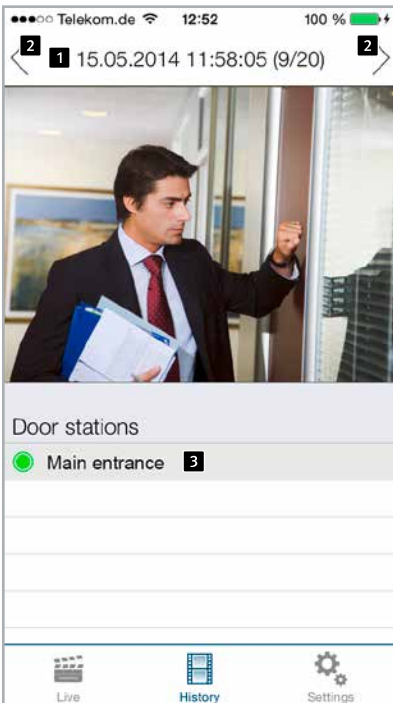 Telekom.de 12:52 100 %
2 2
1 15.05.2014 11:58:05 (9/20)
Door stations
Main entrance 3
Live History Settings